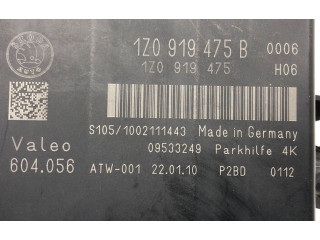 1Z0 919 475 B 0006
1Z0 919 475 H06
S105/1002111443 Made in Germany
Valeo 09533249 Parkhilfe 4K
604.056 ATW-001 22.01.10 P2BD 0112